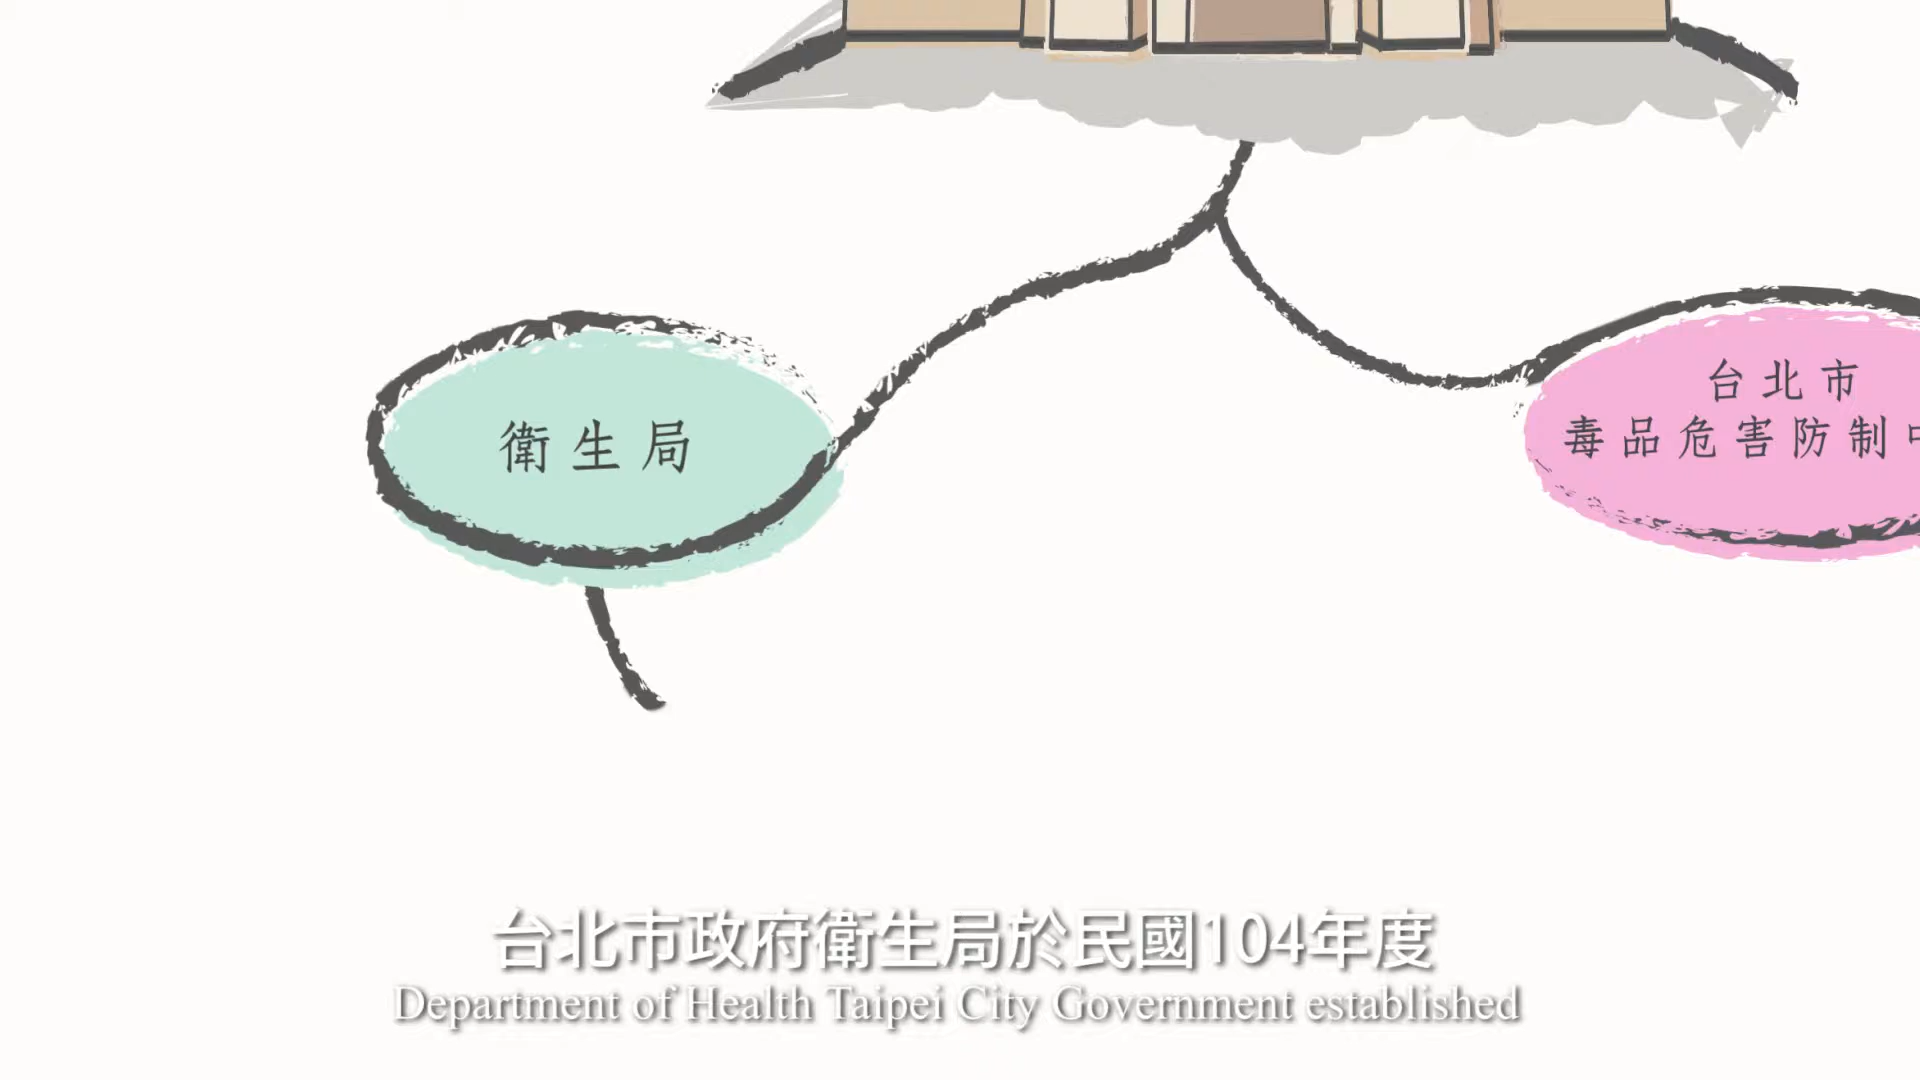 衛生局
台北市
毒品危害防制
台北市政府衛生局於民國104年度
Department of Health Taipei City Government established